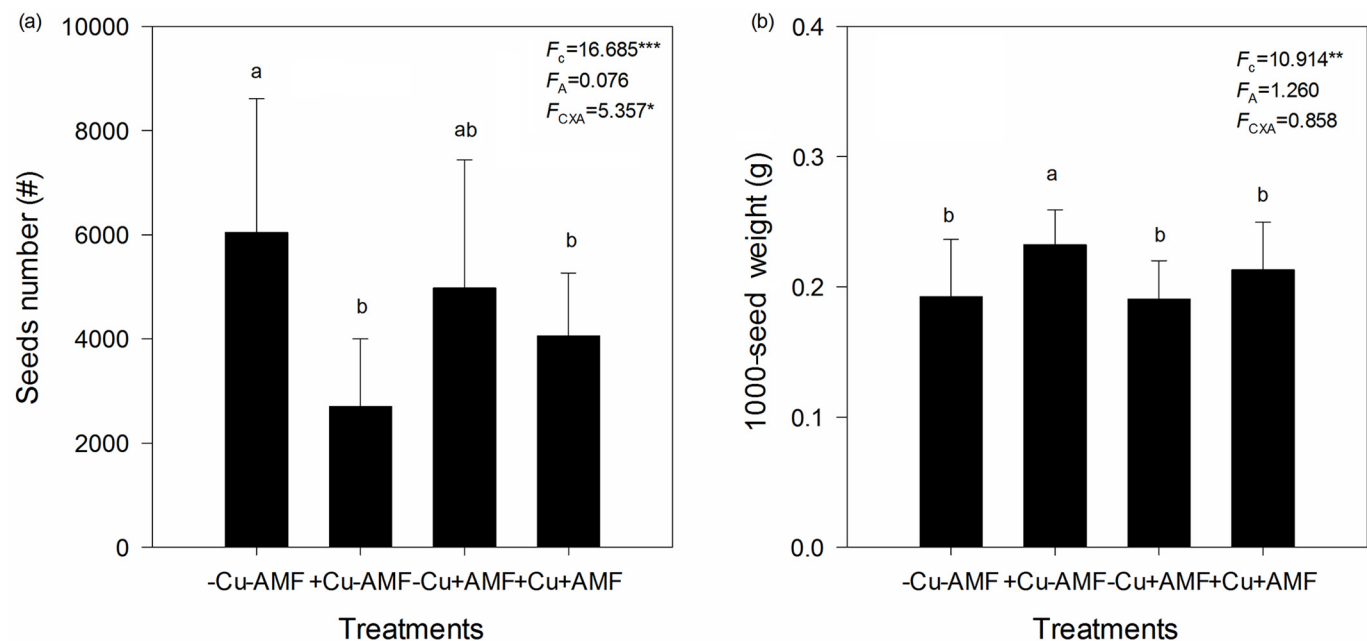 (a)
10000
8000
6000
4000
2000
0
Seeds number (#)
a
b
ab
b
Fc=16.685***
FA=0.076
FCXA=5.357*
-Cu-AMF +Cu-AMF -Cu+AMF +Cu+AMF
Treatments
(b)
0.4
0.3
0.2
0.1
0.0
1000-seed weight (g)
b
a
b
b
Fc=10.914**
FA=1.260
FCXA=0.858
-Cu-AMF +Cu-AMF -Cu+AMF +Cu+AMF
Treatments